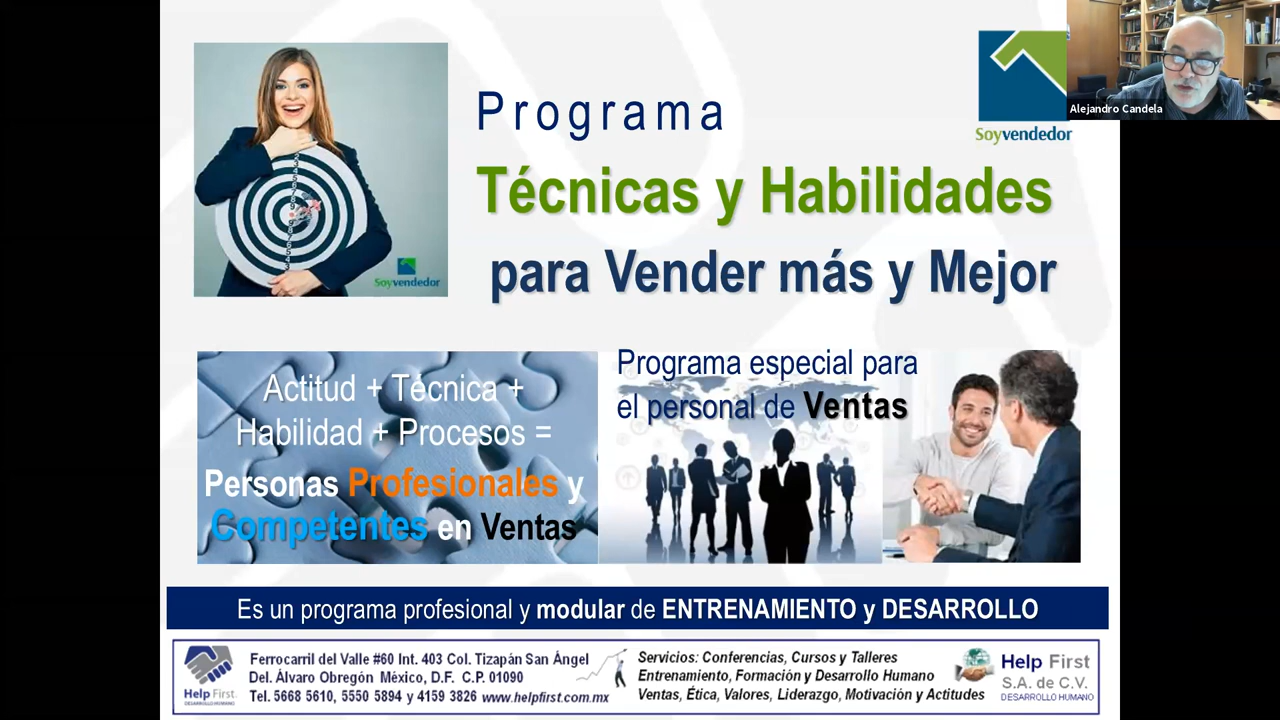 Programa
Técnicas y Habilidades
para Vender más y Mejor
Soyvendedor
Alejandro Candela
Soyvendedor
Actitud + Técnica +
Habilidad + Procesos =
Personas Profesionales y
Competentes en Ventas
Programa especial para
el personal de Ventas
Es un programa profesional y modular de ENTRENAMIENTO y DESARROLLO
Help First
DESARROLLO HUMANO
Ferrocarril del Valle #60 Int. 403 Col. Tizapán San Ángel
Del. Álvaro Obregón México, D.F. C.P. 01090
Tel. 5668 5610, 5550 5894 y 4159 3826 www.helpfirst.com.mx
Servicios: Conferencias, Cursos y Talleres
Entrenamiento, Formación y Desarrollo Humano
Venas, Ética, Valores, Liderazgo, Motivación y Actitudes
Help First
S.A. de C.V.
DESARROLLO HUMANO